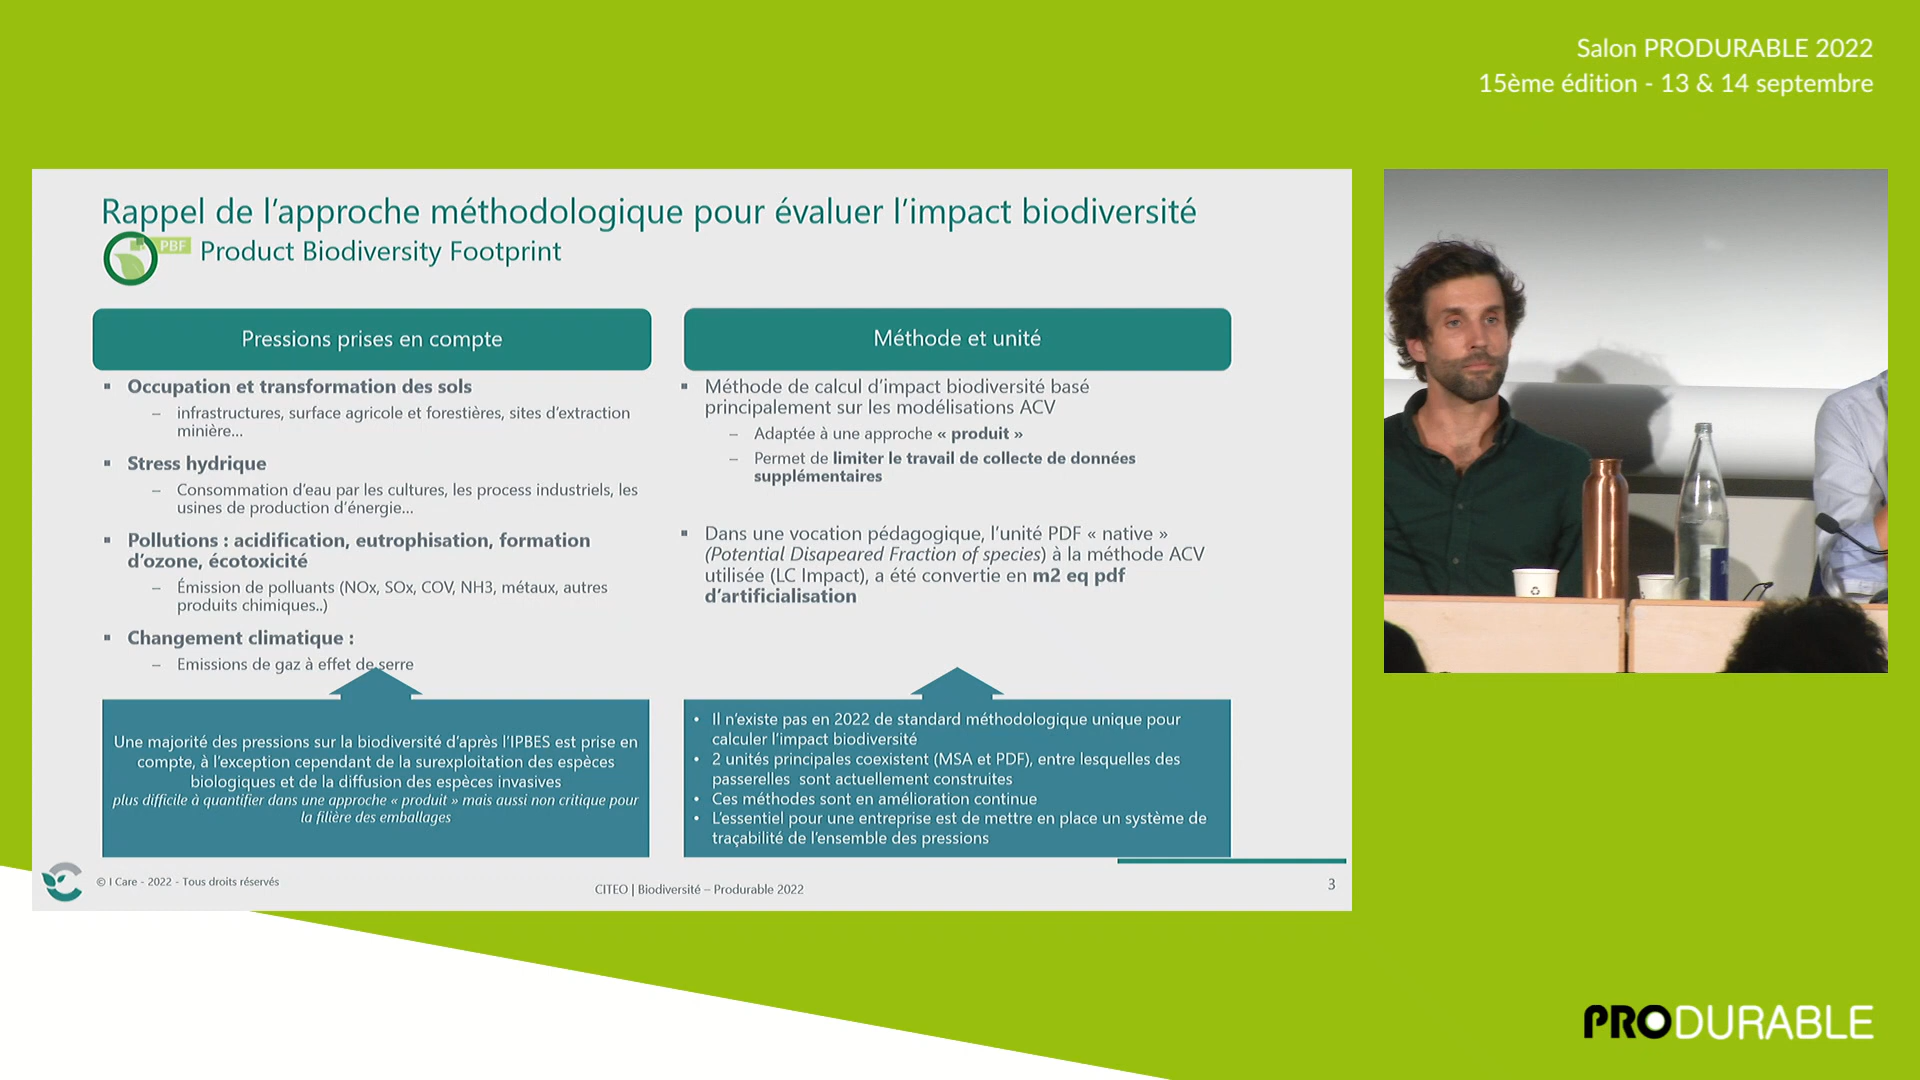 Salon PRODURABLE 2022
15ème édition - 13 & 14 septembre
Rappel de l'approche méthodologique pour évaluer l'impact biodiversité
PBF
Product Biodiversity Footprint
Pressions prises en compte
▪ Occupation et transformation des sols
– infrastructures, surface agricole et forestières, sites d'extraction
minière...
▪ Stress hydrique
– Consommation d'eau par les cultures, les process industriels, les
usines de production d'énergie...
▪ Pollutions : acidification, eutrophisation, formation
d'ozone, écotoxicité
– Émission de polluants (NOx, SOx, COV, NH3, métaux, autres
produits chimiques..)
▪ Changement climatique :
– Emissions de gaz à effet de serre
Une majorité des pressions sur la biodiversité d'après l'IPBES est prise en
compte, à l'exception cependant de la surexploitation des espèces
biologiques et de la diffusion des espèces invasives
plus difficile à quantifier dans une approche « produit » mais aussi non critique pour
la filière des emballages
Méthode et unité
▪ Méthode de calcul d'impact biodiversité basé
principalement sur les modélisations ACV
– Adaptée à une approche « produit »
– Permet de limiter le travail de collecte de données
supplémentaires
▪ Dans une vocation pédagogique, l'unité PDF « native »
(Potential Disapeared Fraction of species) à la méthode ACV
utilisée (LC Impact), a été convertie en m2 eq pdf
d'artificialisation
• Il n'existe pas en 2022 de standard méthodologique unique pour
calculer l'impact biodiversité
• 2 unités principales coexistent (MSA et PDF), entre lesquelles des
passerelles sont actuellement construites
• Ces méthodes sont en amélioration continue
• L'essentiel pour une entreprise est de mettre en place un système de
traçabilité de l'ensemble des pressions
© I Care - 2022 - Tous droits réservés
CITEO | Biodiversité – Produrable 2022
3
PRODURABLE